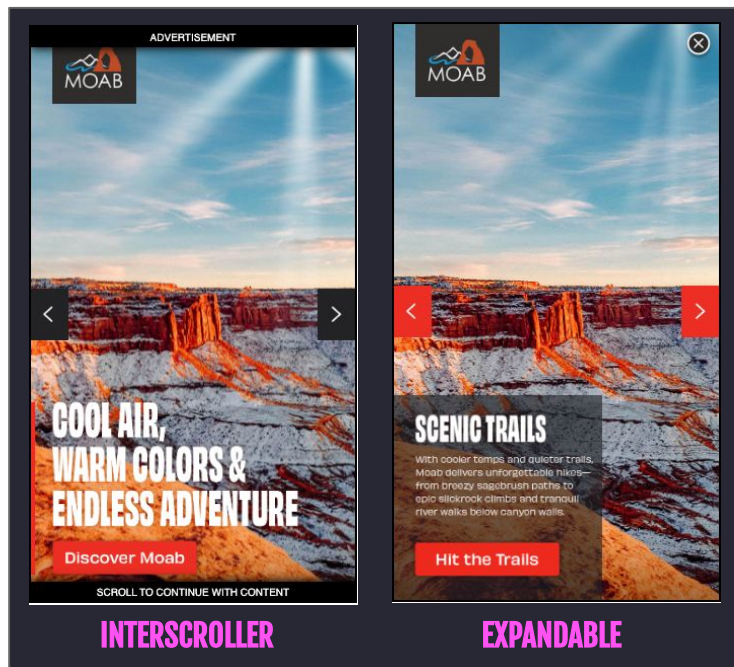 ADVERTISEMENT
MOAB
COOL AIR,
WARM COLORS &
ENDLESS ADVENTURE
Discover Moab
SCROLL TO CONTINUE WITH CONTENT
INTERSCROLLER
MOAB
SCENIC TRAILS
With cooler temps and quieter trails,
Moab delivers unforgettable hikes—
from breezy sagebrush paths to
epic slickrock climbs and tranquil
river walks below canyon walls.
Hit the Trails
EXPANDABLE